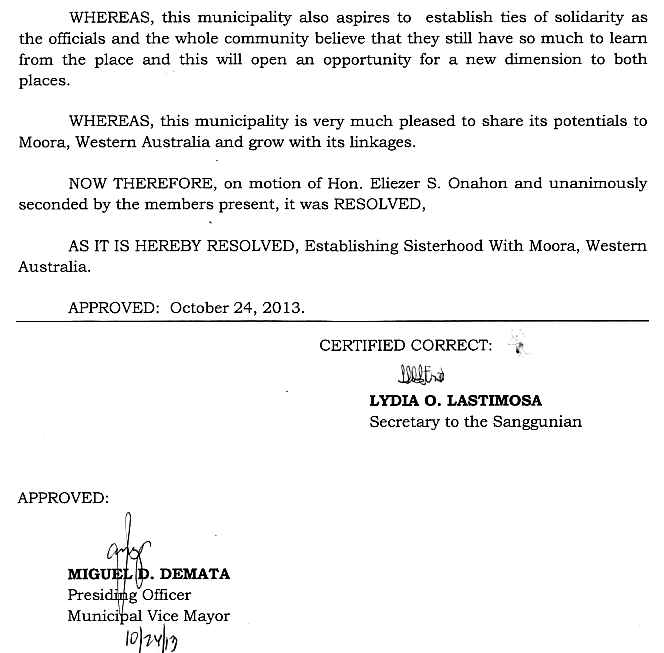 WHEREAS, this municipality also aspires to establish ties of solidarity as
the officials and the whole community believe that they still have so much to learn
from the place and this will open an opportunity for a new dimension to both
places.
WHEREAS, this municipality is very much pleased to share its potentials to
Moora, Western Australia and grow with its linkages.
NOW THEREFORE, on motion of Hon. Eliezer S. Onahon and unanimously
seconded by the members present, it was RESOLVED,
AS IT IS HEREBY RESOLVED, Establishing Sisterhood With Moora, Western
Australia.
APPROVED: October 24, 2013.
CERTIFIED CORRECT:
LYDIA O. LASTIMOSA
Secretary to the Sanggunian
APPROVED:
MIGUEL D. DEMATA
Presiding Officer
Municipal Vice Mayor
10/24/13